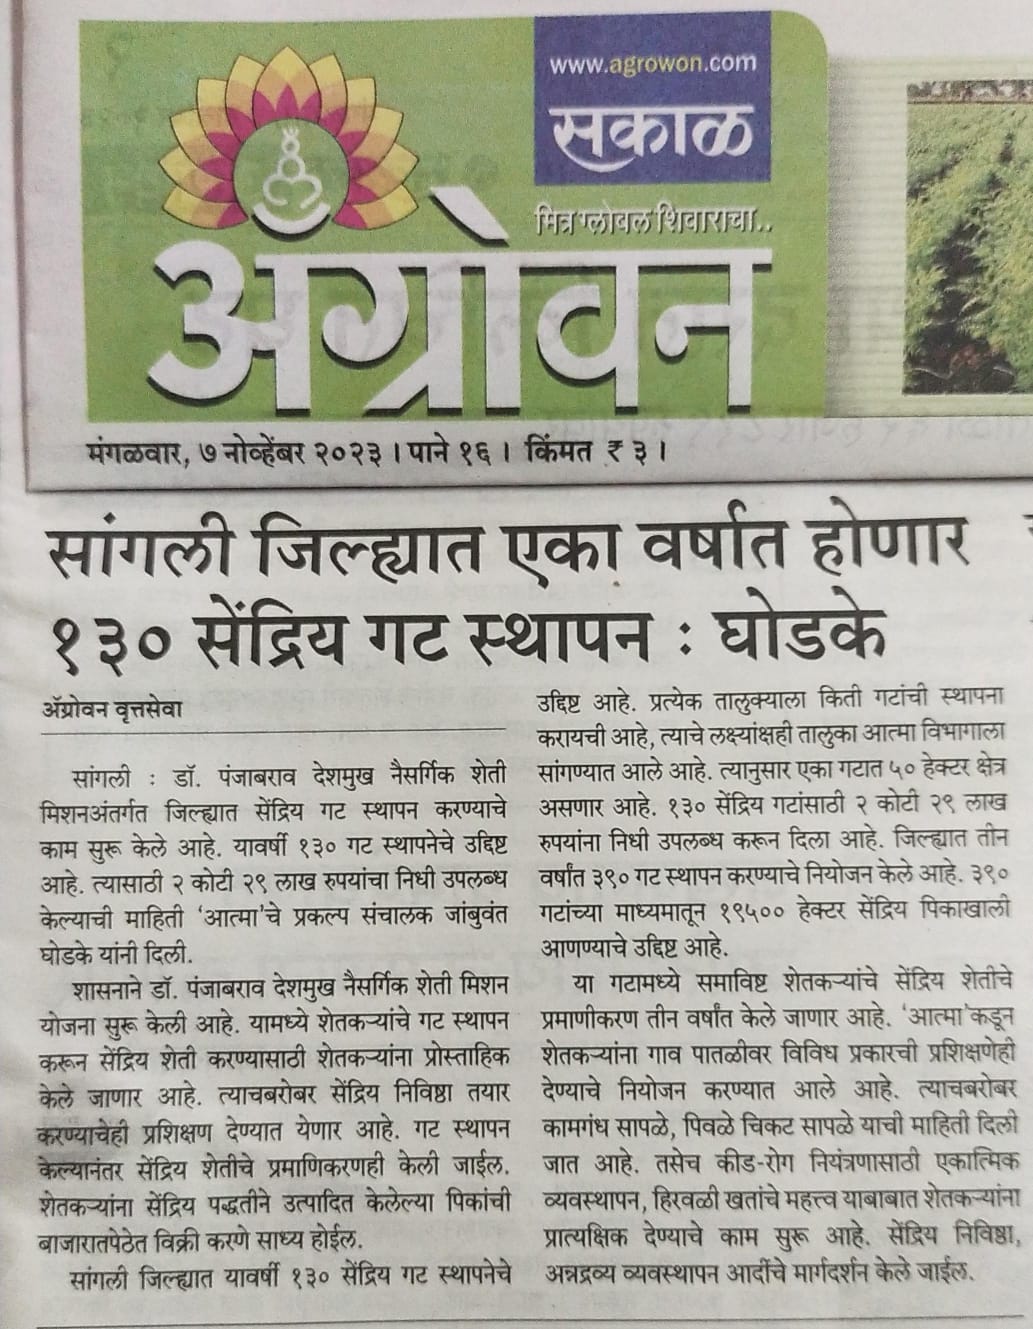 www.agrowon.com
सकाळ
मित्र ग्लोबल शिवाराचा..
अॅग्रोवन
मंगळवार, ७ नोव्हेंबर २०२३ । पाने १६ । किंमत ₹ ३ ।
सांगली जिल्ह्यात एका वर्षात होणार
१३० सेंद्रिय गट स्थापन : घोडके
ॲग्रोवन वृत्तसेवा
सांगली : डॉ. पंजाबराव देशमुख नैसर्गिक शेती
मिशनअंतर्गत जिल्ह्यात सेंद्रिय गट स्थापन करण्याचे
काम सुरू केले आहे. यावर्षी १३० गट स्थापनेचे उद्दिष्ट
आहे. त्यासाठी २ कोटी २९ लाख रुपयांचा निधी उपलब्ध
केल्याची माहिती ‘आत्मा’चे प्रकल्प संचालक जांबुवंत
घोडके यांनी दिली.
शासनाने डॉ. पंजाबराव देशमुख नैसर्गिक शेती मिशन
योजना सुरू केली आहे. यामध्ये शेतकऱ्यांचे गट स्थापन
करून सेंद्रिय शेती करण्यासाठी शेतकऱ्यांना प्रोस्ताहिक
केले जाणार आहे. त्याचबरोबर सेंद्रिय निविष्ठा तयार
करण्याचेही प्रशिक्षण देण्यात येणार आहे. गट स्थापन
केल्यानंतर सेंद्रिय शेतीचे प्रमाणिकरणही केली जाईल.
शेतकऱ्यांना सेंद्रिय पद्धतीने उत्पादित केलेल्या पिकांची
बाजारातपेठेत विक्री करणे साध्य होईल.
सांगली जिल्ह्यात यावर्षी १३० सेंद्रिय गट स्थापनेचे
उद्दिष्ट आहे. प्रत्येक तालुक्याला किती गटांची स्थापना
करायची आहे, त्याचे लक्ष्यांक्षही तालुका आत्मा विभागाला
सांगण्यात आले आहे. त्यानुसार एका गटात ५० हेक्टर क्षेत्र
असणार आहे. १३० सेंद्रिय गटांसाठी २ कोटी २९ लाख
रुपयांना निधी उपलब्ध करून दिला आहे. जिल्ह्यात तीन
वर्षांत ३९० गट स्थापन करण्याचे नियोजन केले आहे. ३९०
गटांच्या माध्यमातून १९५०० हेक्टर सेंद्रिय पिकाखाली
आणण्याचे उद्दिष्ट आहे.
या गटामध्ये समाविष्ट शेतकऱ्यांचे सेंद्रिय शेतीचे
प्रमाणीकरण तीन वर्षांत केले जाणार आहे. ‘आत्मा’कडून
शेतकऱ्यांना गाव पातळीवर विविध प्रकारची प्रशिक्षणेही
देण्याचे नियोजन करण्यात आले आहे. त्याचबरोबर
कामगंध सापळे, पिवळे चिकट सापळे याची माहिती दिली
जात आहे. तसेच कीड-रोग नियंत्रणासाठी एकात्मिक
व्यवस्थापन, हिरवळी खतांचे महत्त्व याबाबात शेतकऱ्यांना
प्रात्यक्षिक देण्याचे काम सुरू आहे. सेंद्रिय निविष्ठा,
अन्नद्रव्य व्यवस्थापन आदींचे मार्गदर्शन केले जाईल.